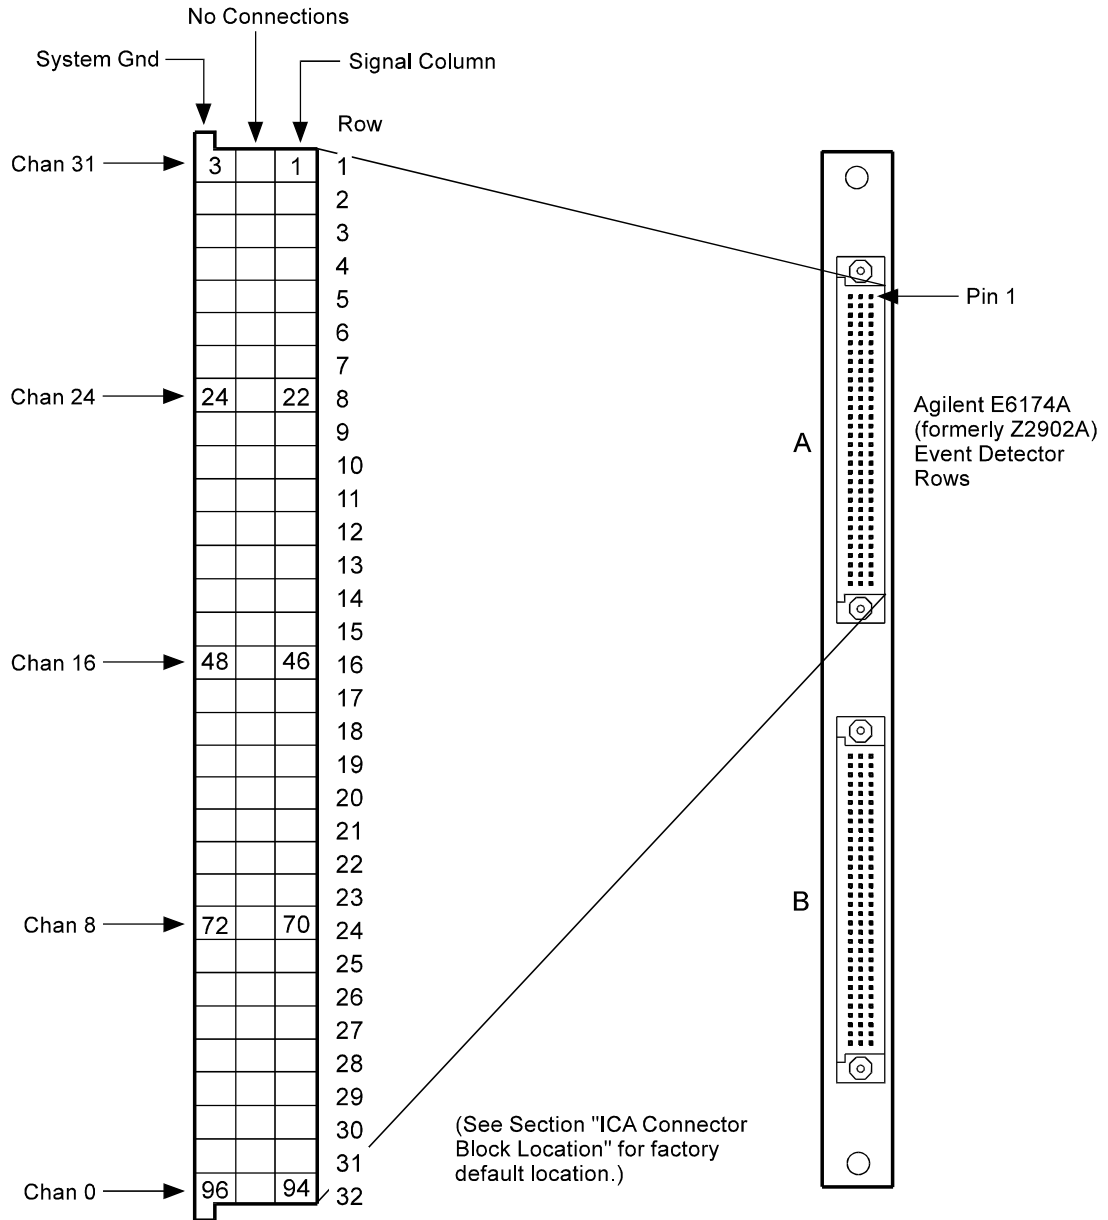 No Connections
System Gnd
Signal Column
Row
Chan 31
3 1 1
2
3
4
5
Pin 1
6
7
Chan 24
24 22 8
Agilent E6174A
(formerly Z2902A)
Event Detector
Rows
A
9
10
11
12
13
14
15
Chan 16
48 46 16
17
18
19
20
21
22
23
B
Chan 8
72 70 24
25
26
27
28
29
30
31
(See Section "ICA Connector
Block Location" for factory
default location.)
Chan 0
96 94 32